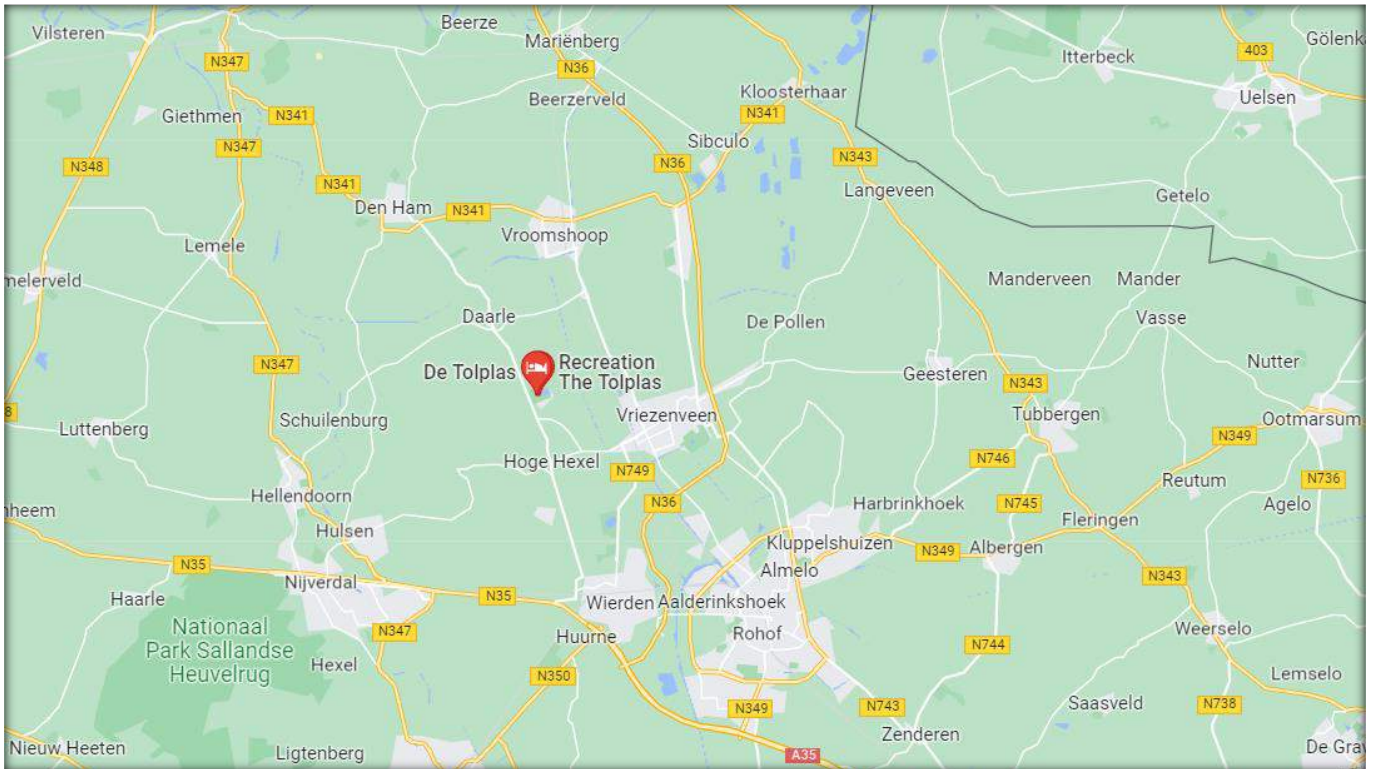 Beerze
Vilsteren
Mariënberg
Gölenk
403
Itterbeck
N347
N36
Kloosterhaar
Beerzerveld
Uelsen
Giethmen
N341
N341
Sibculo
N347
N343
N348
N36
N341
Langeveen
Getelo
Den Ham
N341
Vroomshoop
Lemele
melerveld
Manderveen
Mander
Daarle
De Pollen
Vasse
N347
Recreation
The Tolplas
De Tolplas
Nutter
Geesteren
N343
8
Vriezenveen
Tubbergen
Schuilenburg
Ootmarsum
Luttenberg
N349
Hoge Hexel
N746
N749
Reutum
N736
Hellendoorn
N36
Harbrinkhoek
N745
Agelo
nheem
Fleringen
Hulsen
Kluppelshuizen
N349
Albergen
N35
Almelo
N343
Nijverdal
N35
Haarle
Wierden
Aalderinkshoek
Nationaal
Park Sallandse
Heuvelrug
N347
Huurne
Rohof
Weerselo
N744
Hexel
N350
Lemselo
Saasveld
N738
N349
N743
Zenderen
Nieuw Heeten
Ligtenberg
A35
De Grav